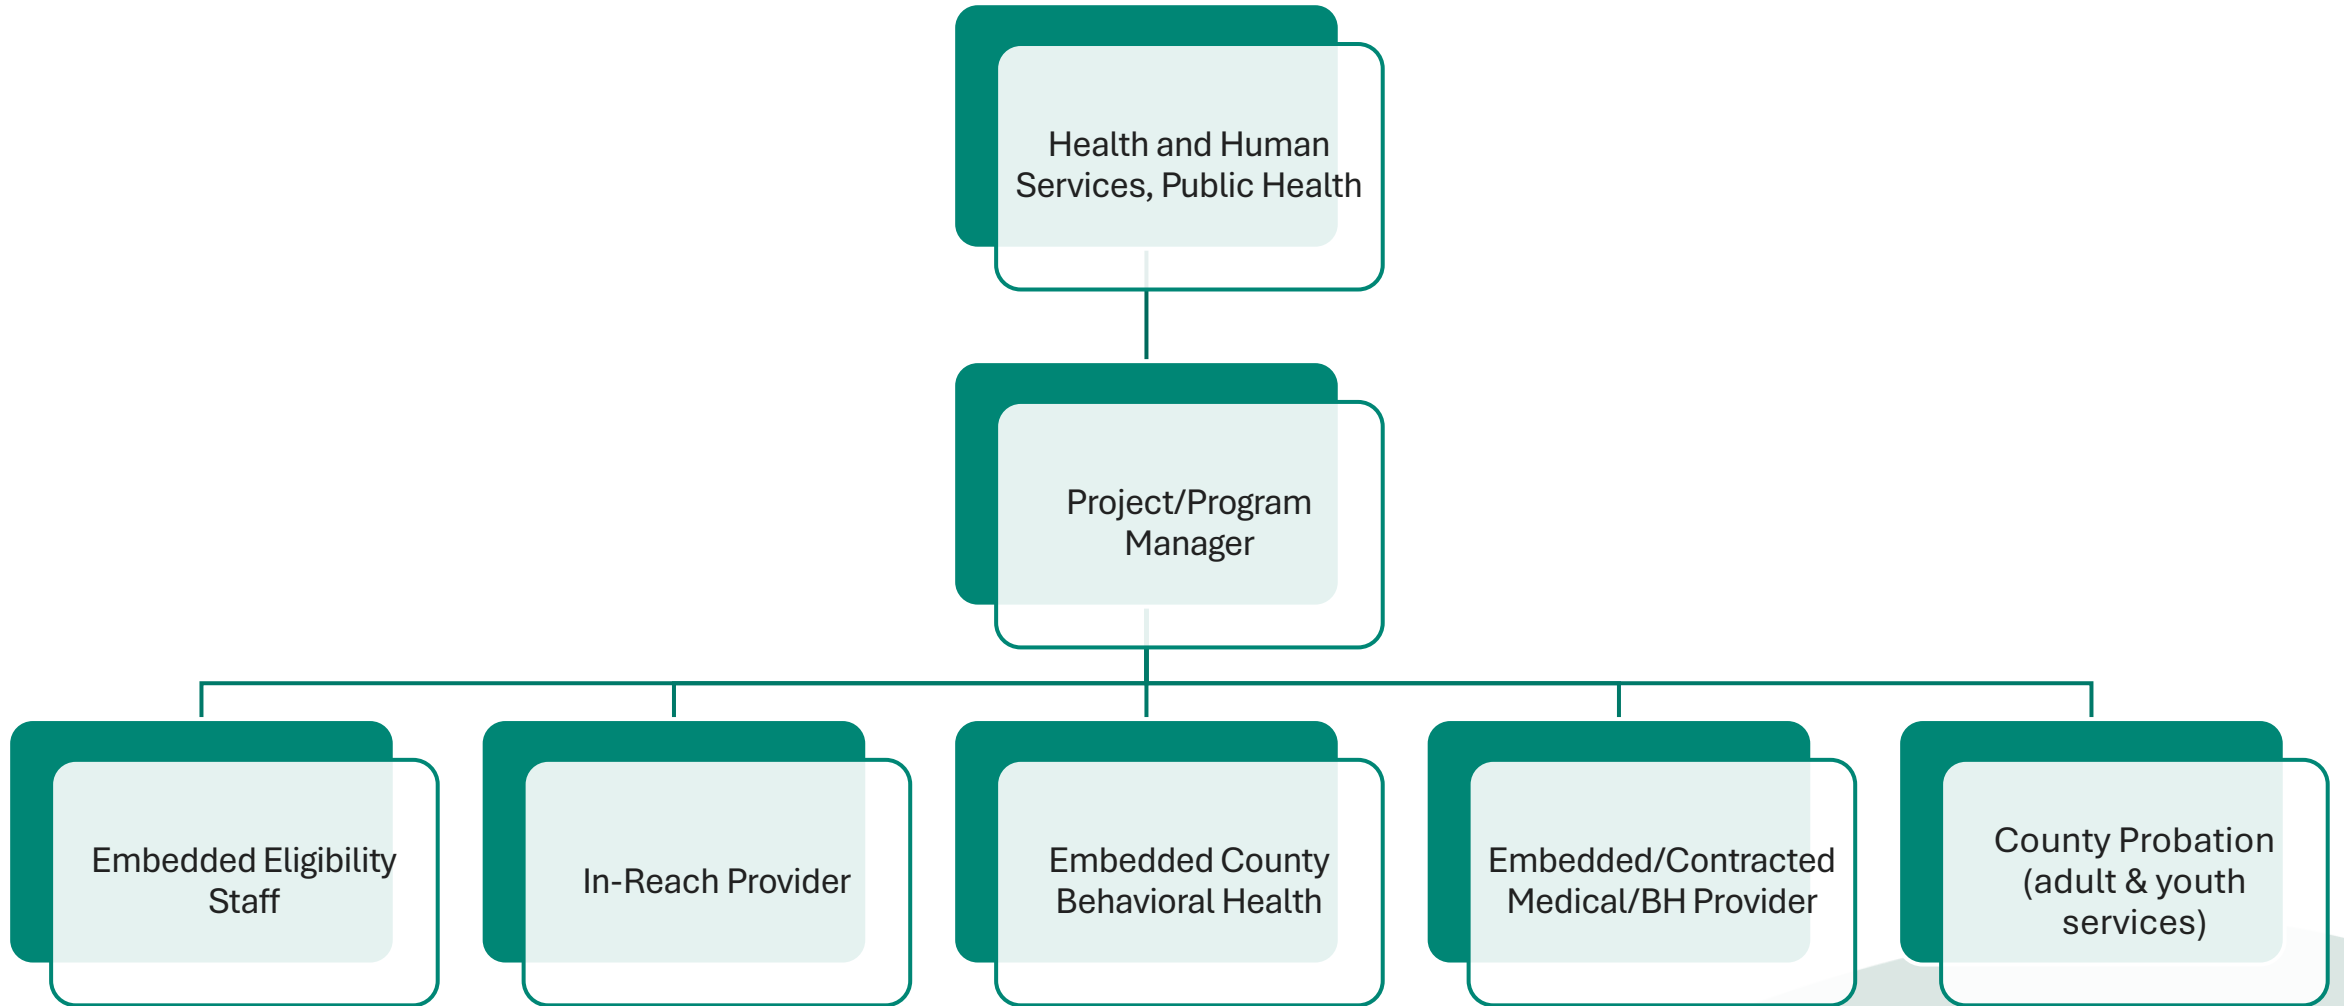 Health and Human
Services, Public Health
Project/Program
Manager
Embedded Eligibility
Staff
In-Reach Provider
Embedded County
Behavioral Health
Embedded/Contracted
Medical/BH Provider
County Probation
(adult & youth
services)